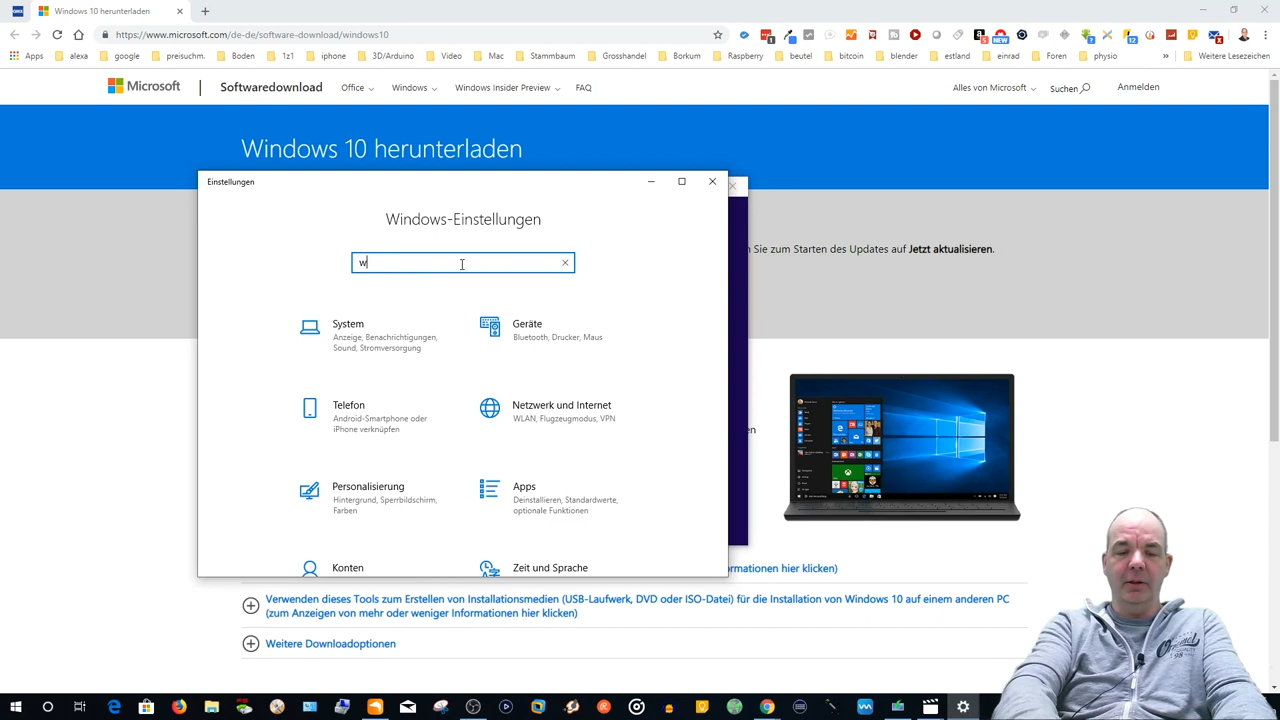 Windows 10 herunterladen
https://www.microsoft.com/de-de/software-download/windows10
Apps alexa google preisuchm. Boden 1z1 iphone 3D/Arduino Video Mac Stammbaum Grosshandel Borkum Raspberry beutel bitcoin blender estland einrad Foren physio » Weitere Lesezeichen
Microsoft Softwaredownload Office Windows Windows Insider Preview FAQ Alles von Microsoft Suchen Anmelden
Windows 10 herunterladen
Einstellungen
Windows-Einstellungen
n Sie zum Starten des Updates auf Jetzt aktualisieren.
w
System
Anzeige, Benachrichtigungen,
Sound, Stromversorgung
Geräte
Bluetooth, Drucker, Maus
Telefon
Android-Smartphone oder
iPhone verknüpfen
Netzwerk und Internet
WLAN, Flugzeugmodus, VPN
en
Personalisierung
Hintergrund, Sperrbildschirm,
Farben
Apps
Deinstallieren, Standardwerte,
optionale Funktionen
Konten
Zeit und Sprache
ormationen hier klicken)
Verwenden dieses Tools zum Erstellen von Installationsmedien (USB-Laufwerk, DVD oder ISO-Datei) für die Installation von Windows 10 auf einem anderen PC
(zum Anzeigen von mehr oder weniger Informationen hier klicken)
Weitere Downloadoptionen
Original